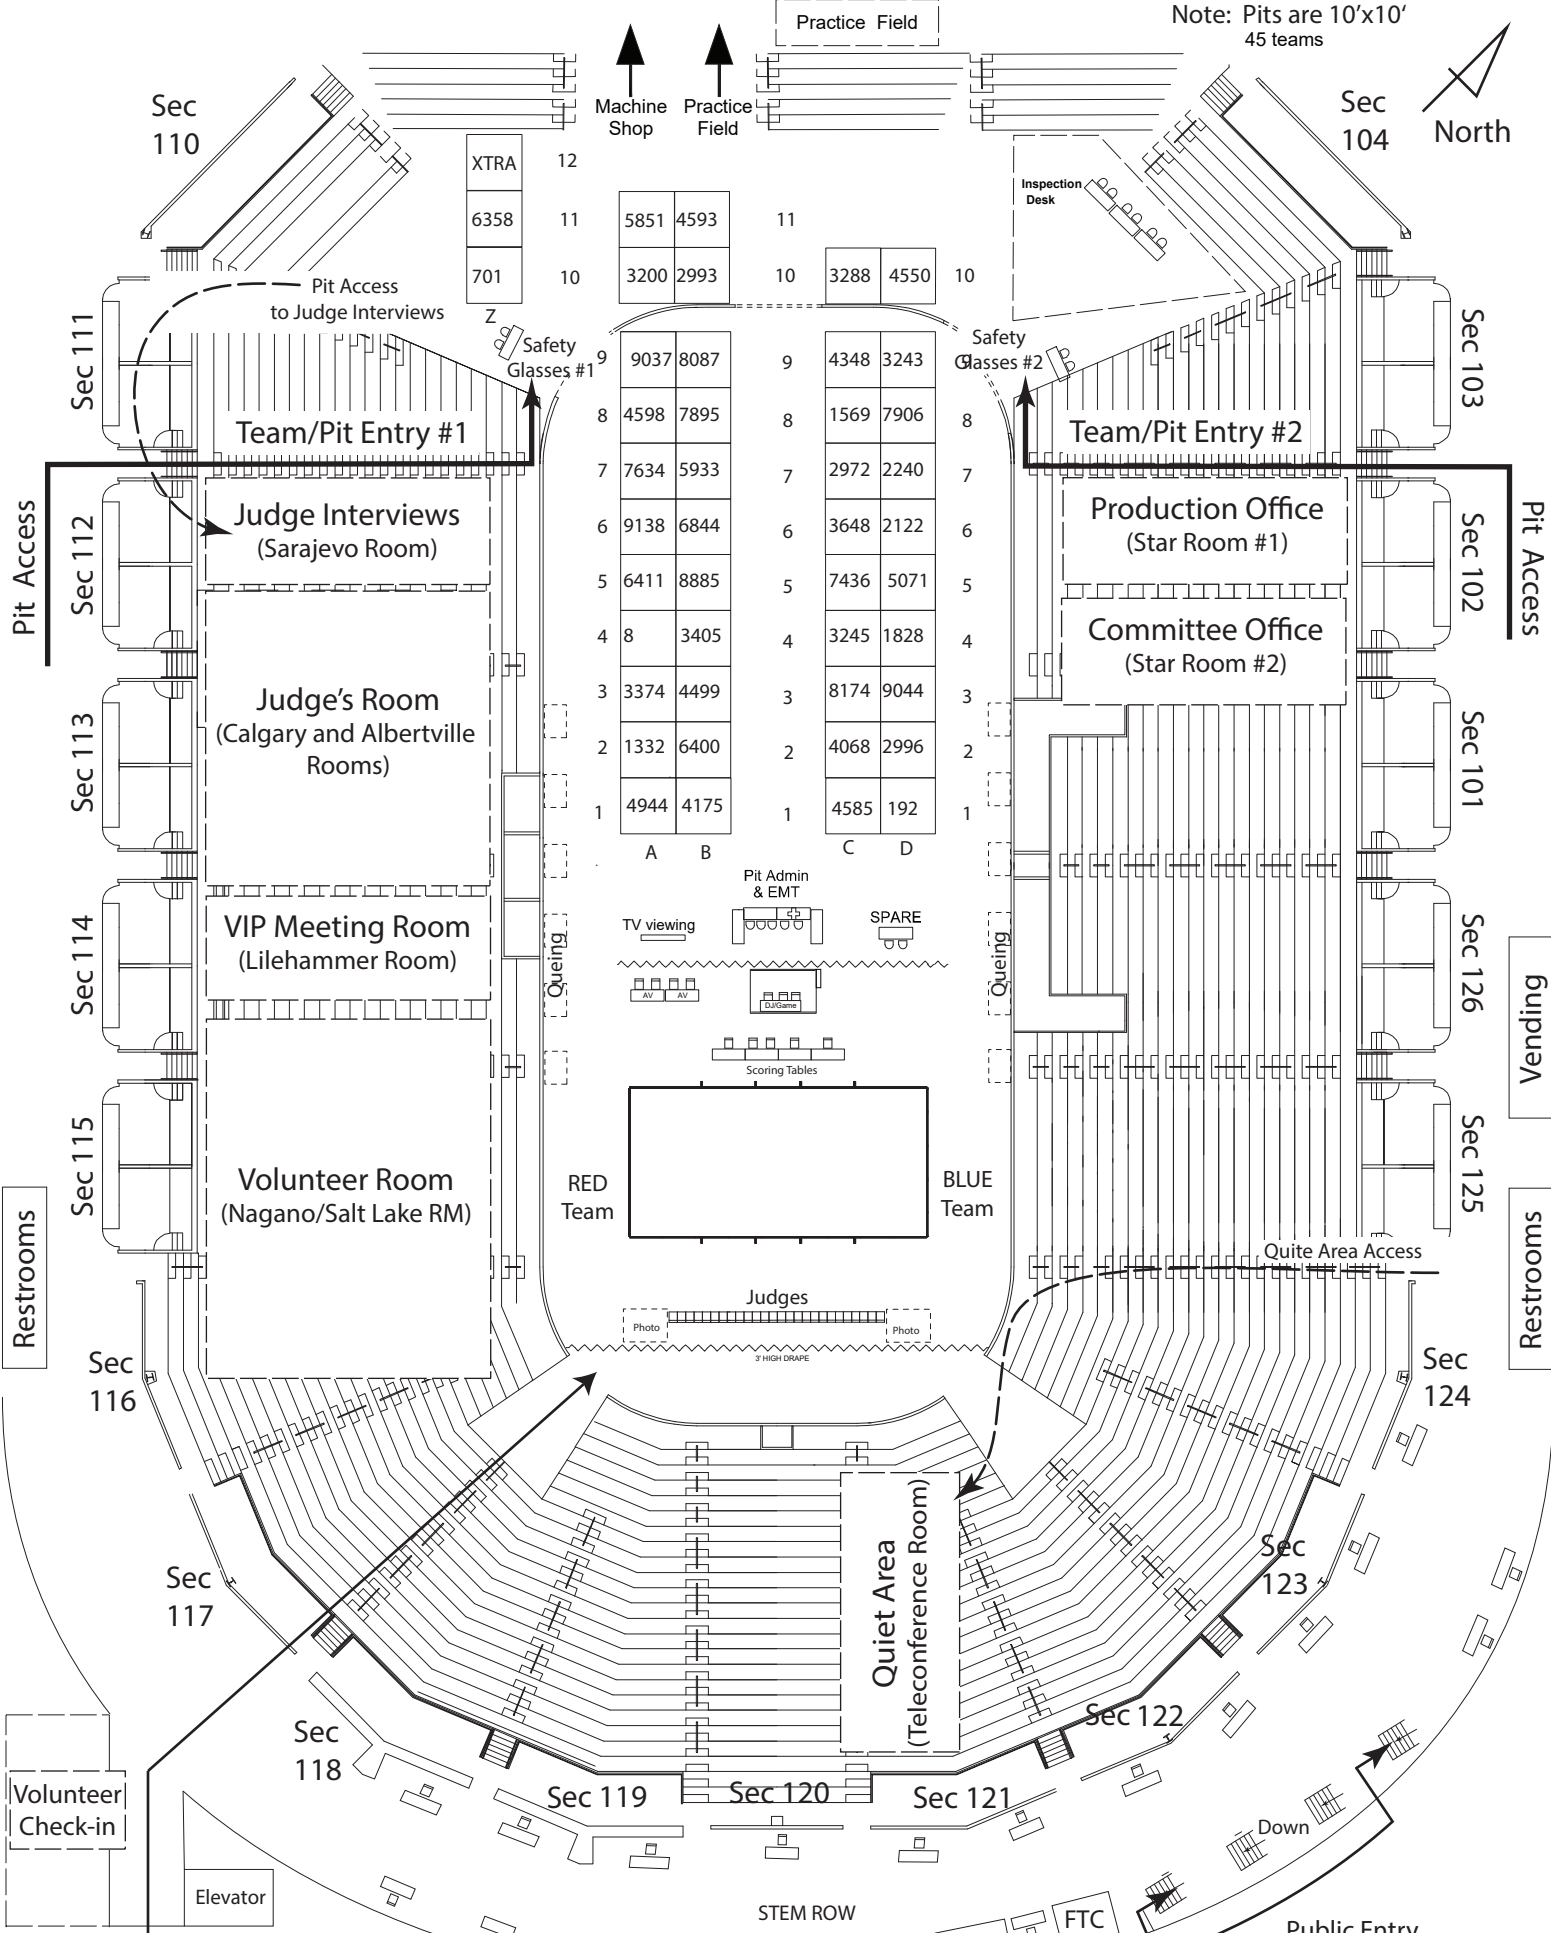 Practice Field
Note: Pits are 10'x10'
45 teams
North
Sec
110
Machine
Shop
Practice
Field
Sec
104
XTRA
12
6358
11
5851
4593
11
Inspection
Desk
701
10
3200
2993
10
3288
4550
10
Pit Access
to Judge Interviews
Z
Safety
Glasses #1
Safety
Glasses #2
Sec 111
Sec 103
9
9037
8087
9
4348
3243
9
8
4598
7895
8
1569
7906
8
Team/Pit Entry #1
Team/Pit Entry #2
7
7634
5933
7
2972
2240
7
Judge Interviews
(Sarajevo Room)
Production Office
(Star Room #1)
6
9138
6844
6
3648
2122
6
Pit Access
Sec 112
Sec 102
Pit Access
5
6411
8885
5
7436
5071
5
4
8
3405
4
3245
1828
4
Committee Office
(Star Room #2)
Judge's Room
(Calgary and Albertville
Rooms)
3
3374
4499
3
8174
9044
3
Sec 113
Sec 101
2
1332
6400
2
4068
2996
2
1
4944
4175
1
4585
192
1
A
B
C
D
Pit Admin
& EMT
TV viewing
SPARE
VIP Meeting Room
(Lilehammer Room)
Sec 114
Sec 126
Queing
Queing
Vending
AV
AV
DJ/Game
Scoring Tables
Volunteer Room
(Nagano/Salt Lake RM)
Sec 115
Sec 125
RED
Team
BLUE
Team
Restrooms
Restrooms
Quite Area Access
Judges
Photo
Photo
3' HIGH DRAPE
Sec
116
Sec
124
Quiet Area
(Teleconference Room)
Sec
117
Sec
123
Sec
118
Sec 122
Sec 119
Sec 120
Sec 121
Volunteer
Check-in
Down
Elevator
STEM ROW
FTC
Public Entry